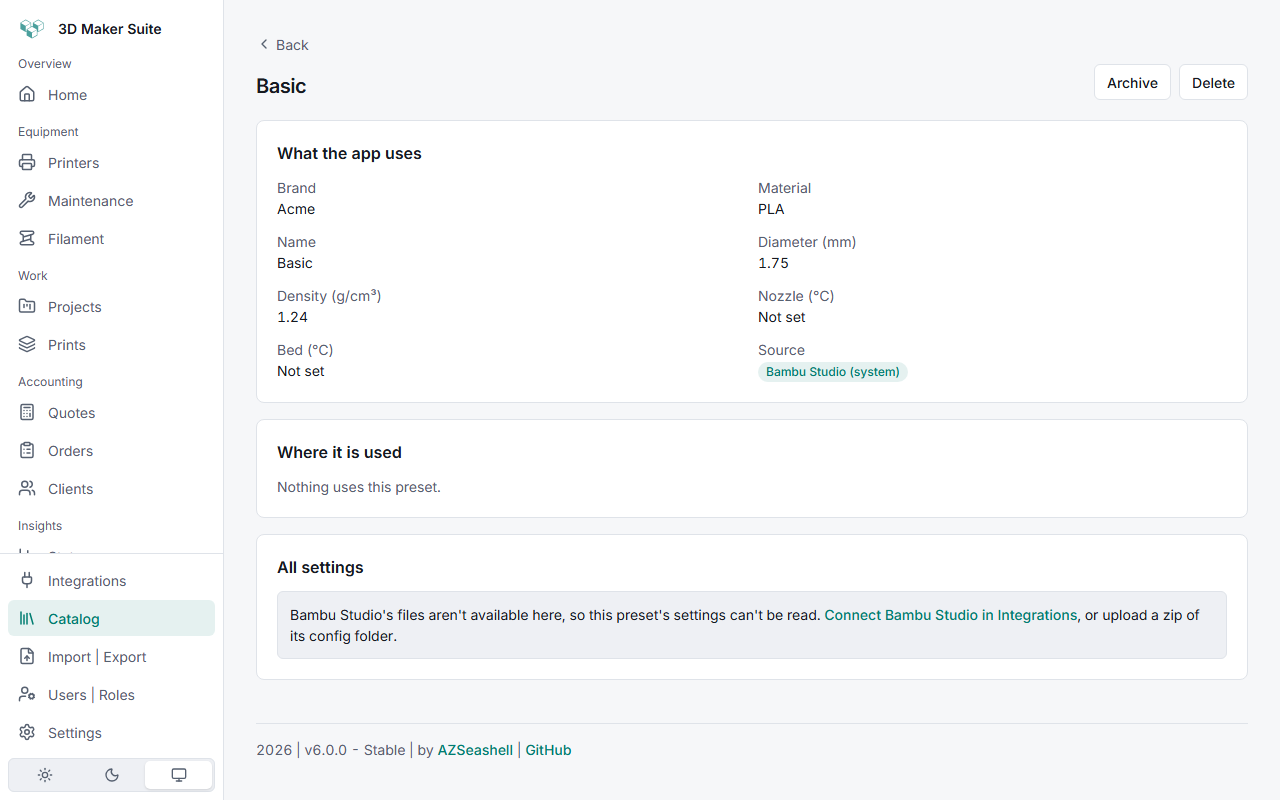 3D Maker Suite
Overview
Home
Equipment
Printers
Maintenance
Filament
Work
Projects
Prints
Accounting
Quotes
Orders
Clients
Insights
Integrations
Catalog
Import | Export
Users | Roles
Settings
Back
Basic
Archive
Delete
What the app uses
Brand
Acme
Material
PLA
Name
Basic
Diameter (mm)
1.75
Density (g/cm³)
1.24
Nozzle (°C)
Not set
Bed (°C)
Not set
Source
Bambu Studio (system)
Where it is used
Nothing uses this preset.
All settings
Bambu Studio's files aren't available here, so this preset's settings can't be read. Connect Bambu Studio in Integrations, or upload a zip of
its config folder.
2026 | v6.0.0 - Stable | by AZSeashell | GitHub